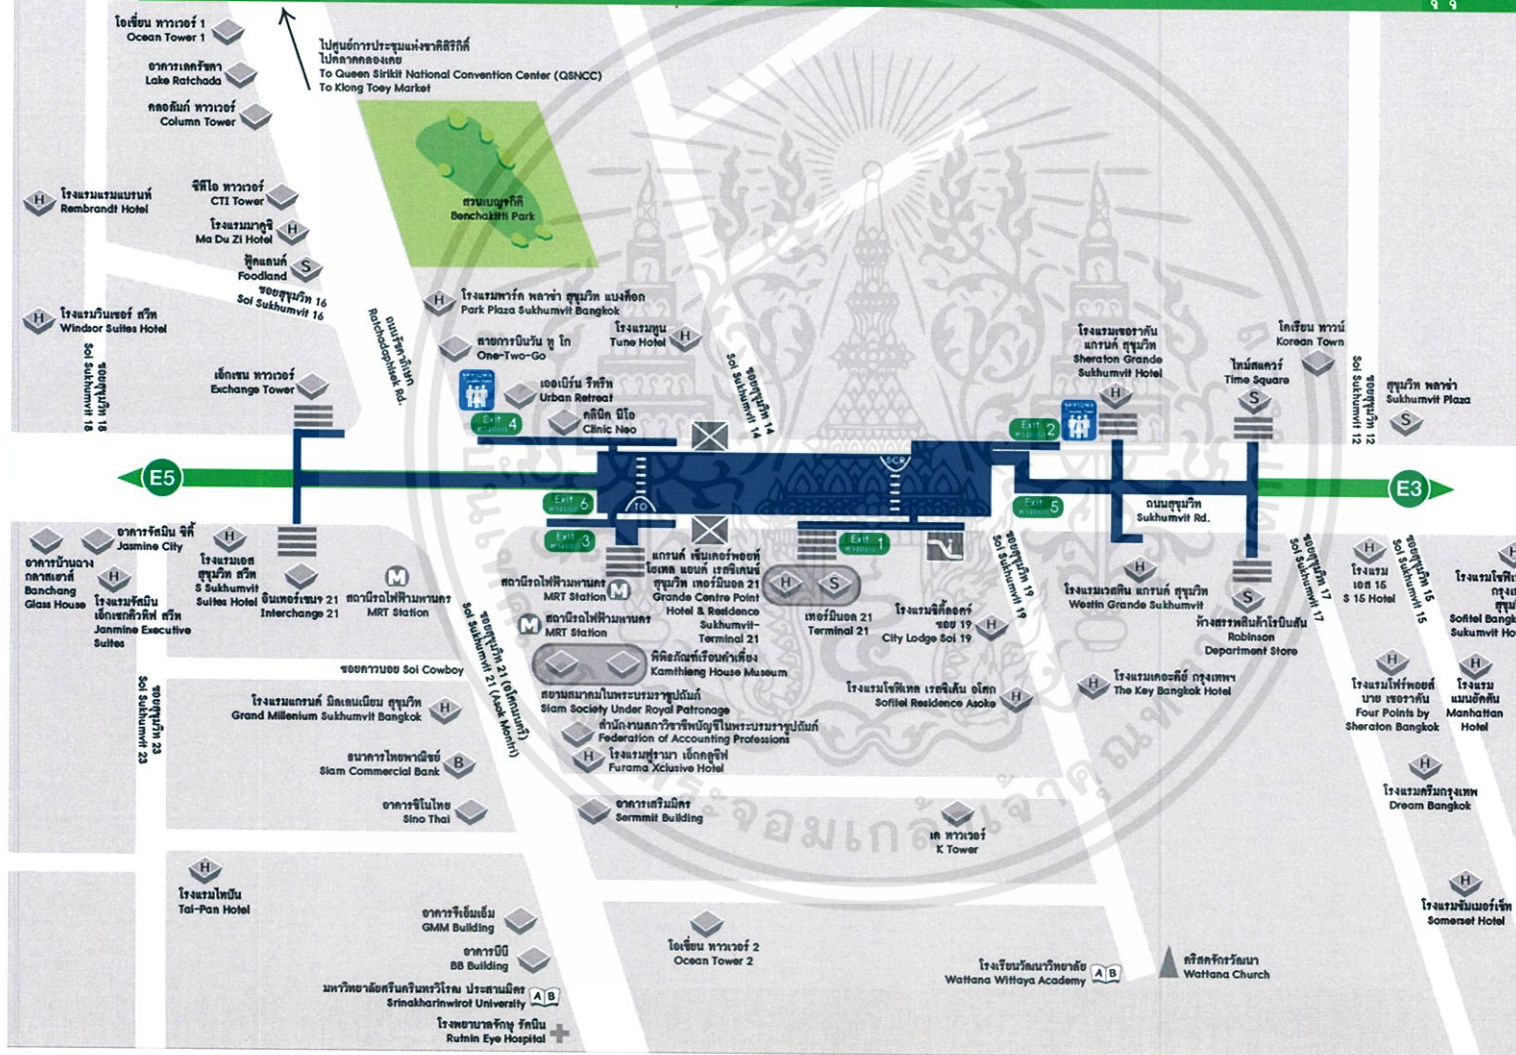 โอเชี่ยน ทาวเวอร์ 1
Ocean Tower 1
อาคารเลครัชดา
Lake Ratchada
คอลัมภ์ ทาวเวอร์
Column Tower
ไปศูนย์การประชุมแห่งชาติสิริกิติ์
ไปตลาดคลองเตย
To Queen Sirikit National Convention Center (QSNCC)
To Klong Toey Market
สวนเบญจกิติ
Benchakitti Park
H
โรงแรมแรมแบรนท์
Rembrandt Hotel
ซีทีไอ ทาวเวอร์
CTI Tower
โรงแรมมาดูซิ
Ma Du Zi Hotel
H
ฟู้ดแลนด์
Foodland
S
ซอยสุขุมวิท 16
Soi Sukhumvit 16
H
โรงแรมวินเซอร์ สวีท
Windsor Suites Hotel
ซอยสุขุมวิท 18
Soi Sukhumvit 18
ถนนรัชดาภิเษก
Ratchadaphisek Rd.
H
โรงแรมพาร์ค พลาซ่า สุขุมวิท แบงค็อก
Park Plaza Sukhumvit Bangkok
สายการบินวัน ทู โก
One-Two-Go
โรงแรมทูน
Tune Hotel
H
เออเบิร์น รีทรีท
Urban Retreat
คลินิค นีโอ
Clinic Neo
เอ็กเชน ทาวเวอร์
Exchange Tower
ซอยสุขุมวิท 14
Soi Sukhumvit 14
โรงแรมเชอราตัน
แกรนด์ สุขุมวิท
Sheraton Grande
Sukhumvit Hotel
H
ไทม์สแควร์
Time Square
S
โคเรียน ทาวน์
Korean Town
ซอยสุขุมวิท 12
Soi Sukhumvit 12
สุขุมวิท พลาซ่า
Sukhumvit Plaza
S
Exit 4
Exit 2
E5
E3
SCR
TO
Exit 6
Exit 5
Exit 3
Exit 1
ถนนสุขุมวิท
Sukhumvit Rd.
อาคารบ้านฉาง
กลาสเฮาส์
Banchang
Glass House
อาคารจัสมิน ซิตี้
Jasmine City
H
โรงแรมจัสมิน
เอ็กเซกคิวทีฟ สวีท
Janmine Executive
Suites
H
โรงแรมเอส
สุขุมวิท สวีท
S Sukhumvit
Suites Hotel
อินเทอร์เชนจ 21
Interchange 21
M
สถานีรถไฟฟ้ามหานคร
MRT Station
สถานีรถไฟฟ้ามหานคร
MRT Station
M
M
สถานีรถไฟฟ้ามหานคร
MRT Station
แกรนด์ เซ็นเตอร์พอยท์
โฮเทล แอนด์ เรสซิเดนซ์
สุขุมวิท เทอร์มินอล 21
Grande Centre Point
Hotel & Residence
Sukhumvit-
Terminal 21
H
S
เทอร์มินอล 21
Terminal 21
โรงแรมซิตี้ลอดจ์
ซอย 19
City Lodge Soi 19
H
ซอยสุขุมวิท 19
Soi Sukhumvit 19
H
โรงแรมเวสทิน แกรนด์ สุขุมวิท
Westin Grande Sukhumvit
S
ห้างสรรพสินค้าโรบินสัน
Robinson
Department Store
ซอยสุขุมวิท 17
Soi Sukhumvit 17
H
โรงแรม
เอส 15
S 15 Hotel
ซอยสุขุมวิท 15
Soi Sukhumvit 15
ซอยคาวบอย Soi Cowboy
ซอยสุขุมวิท 23
Soi Sukhumvit 23
ซอยสุขุมวิท 21 (อโศกมนตรี)
Soi Sukhumvit 21 (Asok Montri)
พิพิธภัณฑ์เรือนคำเที่ยง
Kamthieng House Museum
สยามสมาคมในพระบรมราชูปถัมภ์
Siam Society Under Royal Patronage
สำนักงานสภาวิชาชีพบัญชีในพระบรมราชูปถัมภ์
Federation of Accounting Professions
H
โรงแรมฟูรามา เอ็กคลูซีฟ
Furama Xclusive Hotel
โรงแรมแกรนด์ มิลเลนเนียม สุขุมวิท
Grand Millenium Sukhumvit Bangkok
H
ธนาคารไทยพาณิชย์
Siam Commercial Bank
B
อาคารซิโนไทย
Sino Thai
อาคารเสริมมิตร
Sermmit Building
โรงแรมโซฟิเทล เรสซิเด้น อโศก
Sofitel Residence Asoke
H
H
โรงแรมเดอะคีย์ กรุงเทพฯ
The Key Bangkok Hotel
H
โรงแรมโฟร์พอยส์
บาย เชอราตัน
Four Points by
Sheraton Bangkok
H
โรงแรม
แมนฮัตตัน
Manhattan
Hotel
H
โรงแรมดรีมกรุงเทพ
Dream Bangkok
เค ทาวเวอร์
K Tower
H
โรงแรมไทปัน
Tai-Pan Hotel
H
โรงแรมซัมเมอร์เซ็ท
Somerset Hotel
อาคารจีเอ็มเอ็ม
GMM Building
อาคารบีบี
BB Building
มหาวิทยาลัยศรีนครินทรวิโรฒ ประสานมิตร
Srinakharinwirot University
A B
โรงพยาบาลจักษุ รัตนิน
Rutnin Eye Hospital
โอเชี่ยน ทาวเวอร์ 2
Ocean Tower 2
โรงเรียนวัฒนาวิทยาลัย
Wattana Wittaya Academy
A B
คริสตจักรวัฒนา
Wattana Church